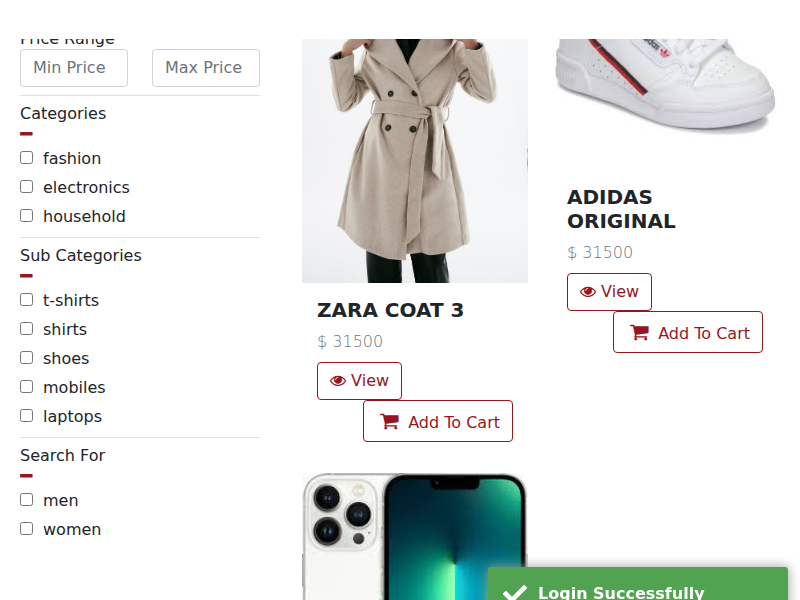 Price Range
Min Price
Max Price
Categories
fashion
electronics
household
Sub Categories
t-shirts
shirts
shoes
mobiles
laptops
Search For
men
women
ZARA COAT 3
$ 31500
View
Add To Cart
adidas
ADIDAS
ORIGINAL
$ 31500
View
Add To Cart
Login Successfully